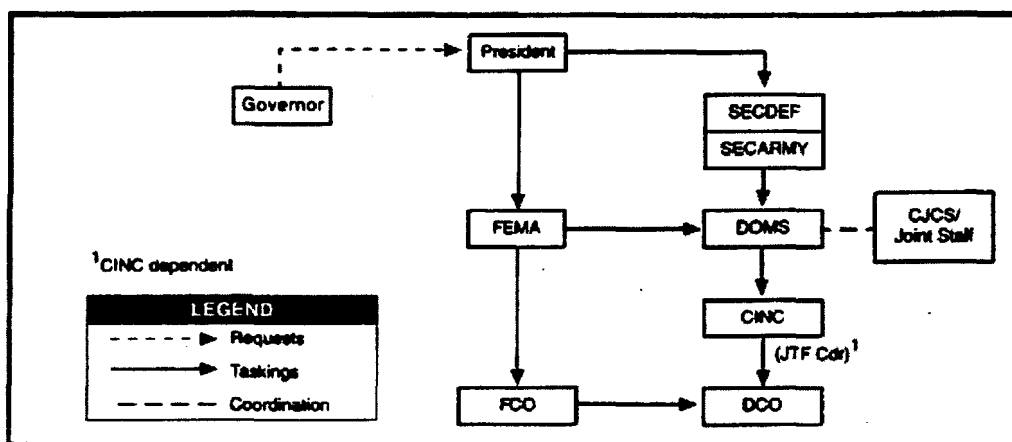 President
Governor
SECDEF
SECARMY
FEMA
DOMS
CJCS/
Joint Staff
1CINC dependent
LEGEND
Requests
Taskings
Coordination
CINC
(JTF Cdr)1
FCO
DCO